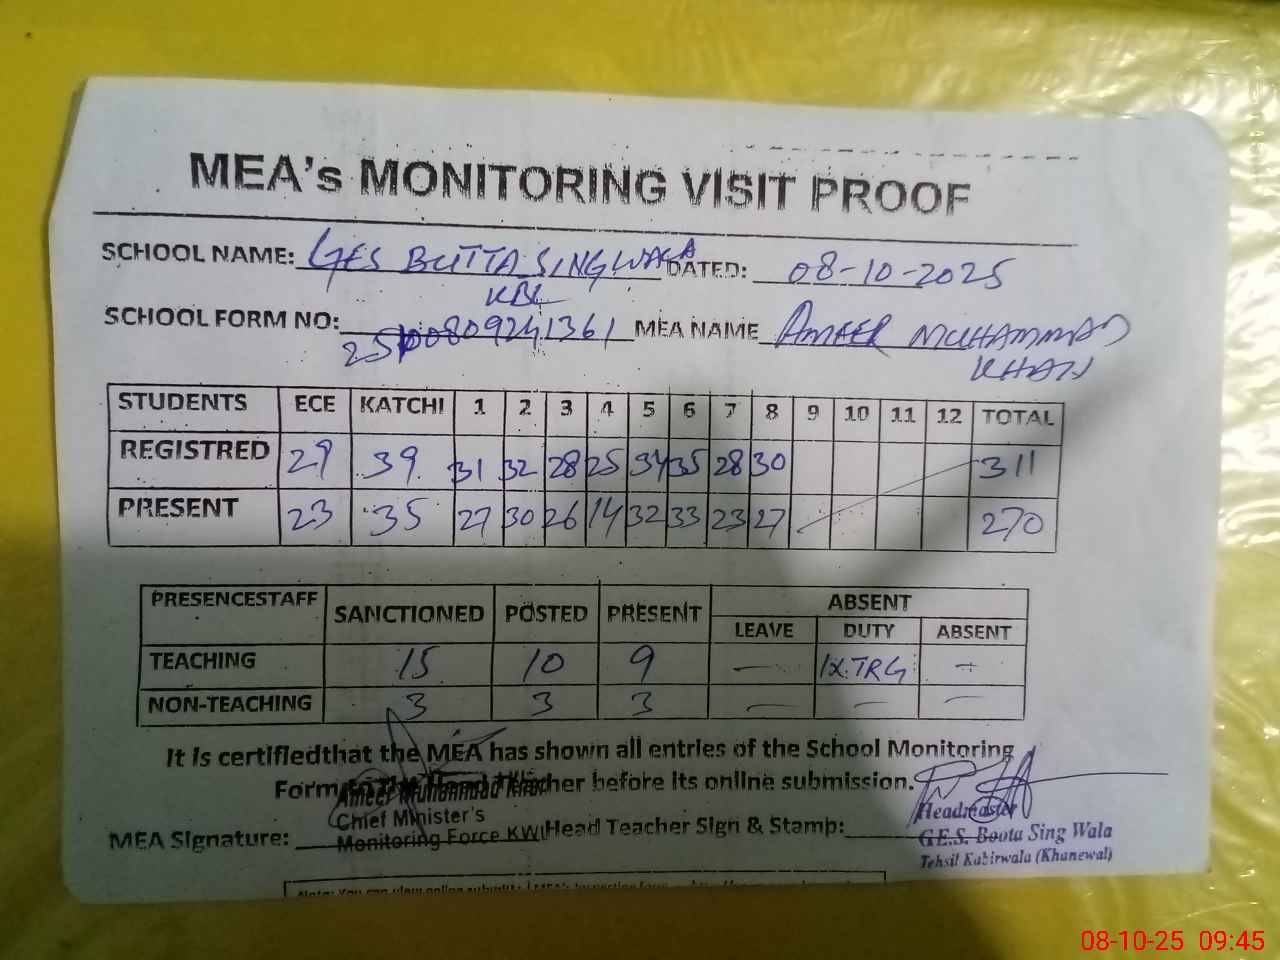 MEA's MONITORING VISIT PROOF
SCHOOL NAME: GES BUTTA SINGWALA DATED: 08-10-2025
KBL
SCHOOL FORM NO: 25100809241361 MEA NAME AMEER MUHAMMAD
KHAN
STUDENTS ECE KATCHI 1 2 3 4 5 6 7 8 9 10 11 12 TOTAL
REGISTRED 29 39 31 32 28 25 34 35 28 30 311
PRESENT 23 35 27 30 26 14 32 33 23 27 270
PRESENCESTAFF SANCTIONED POSTED PRESENT ABSENT
LEAVE DUTY ABSENT
TEACHING 15 10 9 — 1x.TRG —
NON-TEACHING 3 3 3 — — —
It is certifiedthat the MEA has shown all entries of the School Monitoring
Form before its online submission.
Ameer Muhammad Khan
Chief Minister's
MEA Signature: Monitoring Force KWL Head Teacher Sign & Stamp:
Headmaster
G.E.S. Boota Sing Wala
Tehsil Kabirwala (Khanewal)
Note: You can view online
08-10-25 09:45